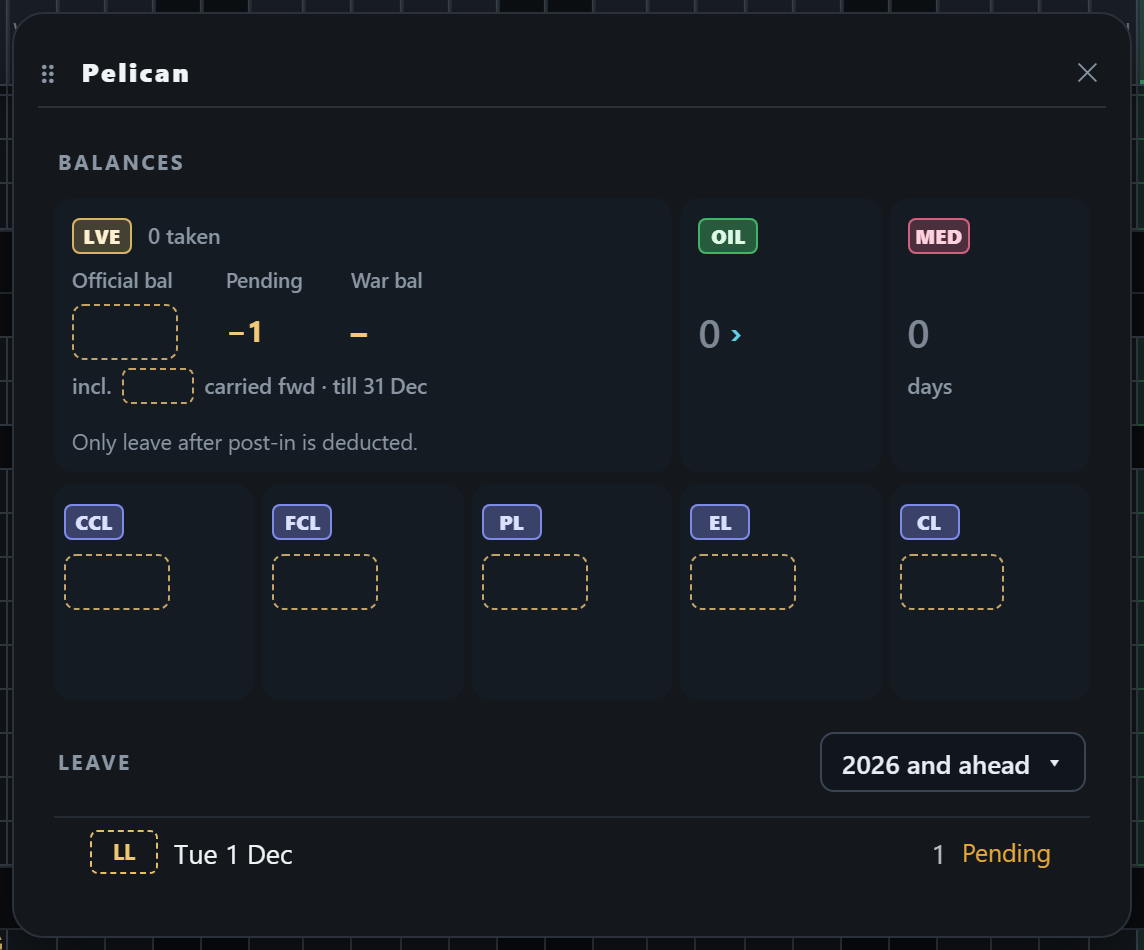 Pelican
BALANCES
LVE 0 taken
Official bal Pending War bal
−1 –
incl. carried fwd · till 31 Dec
Only leave after post-in is deducted.
OIL
0 ›
MED
0
days
CCL
FCL
PL
EL
CL
LEAVE
2026 and ahead
LL Tue 1 Dec 1 Pending